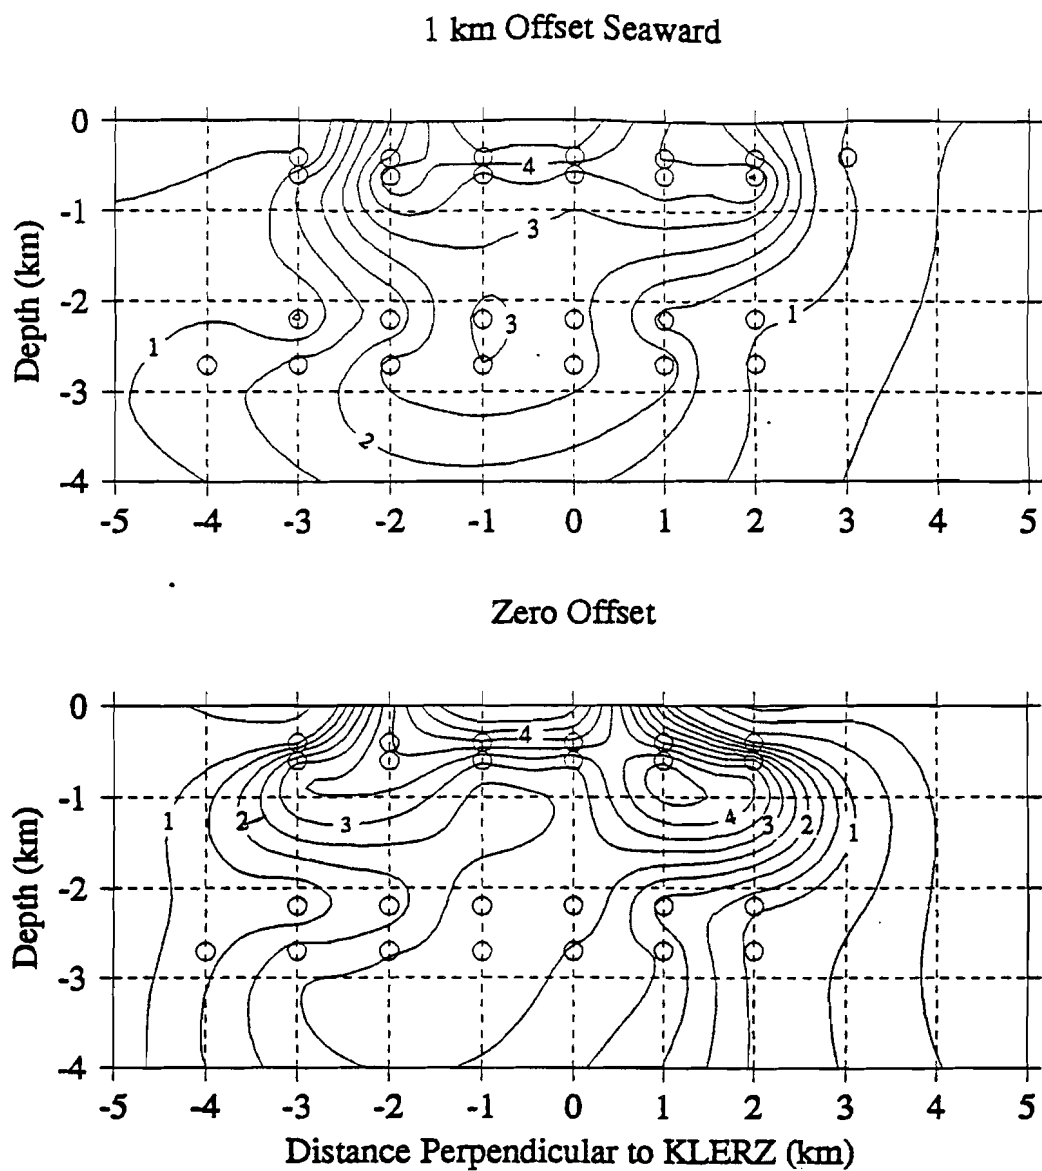 1 km Offset Seaward
0
-1
-2
-3
-4
Depth (km)
4
3
3
1
1
2
-5 -4 -3 -2 -1 0 1 2 3 4 5
Zero Offset
0
-1
-2
-3
-4
Depth (km)
4
1 2 3 4 3 2 1
-5 -4 -3 -2 -1 0 1 2 3 4 5
Distance Perpendicular to KLERZ (km)